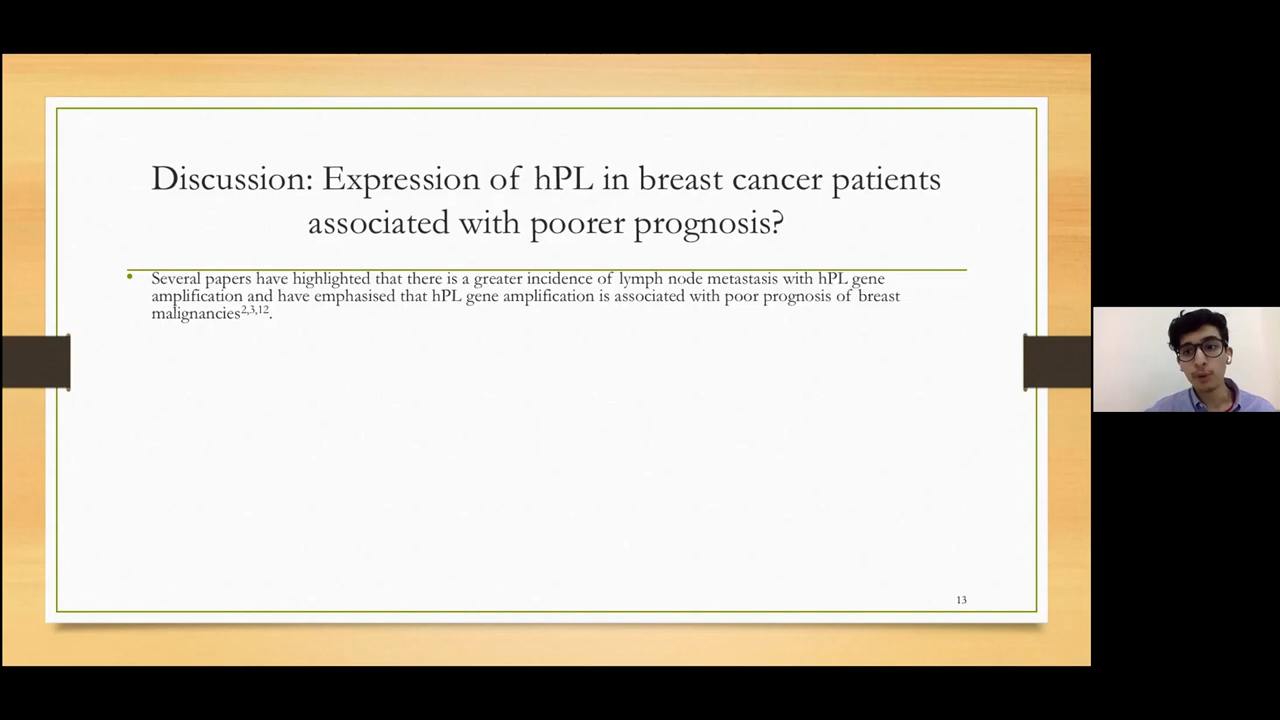 Discussion: Expression of hPL in breast cancer patients
associated with poorer prognosis?
• Several papers have highlighted that there is a greater incidence of lymph node metastasis with hPL gene
amplification and have emphasised that hPL gene amplification is associated with poor prognosis of breast
malignancies2,3,12.
13